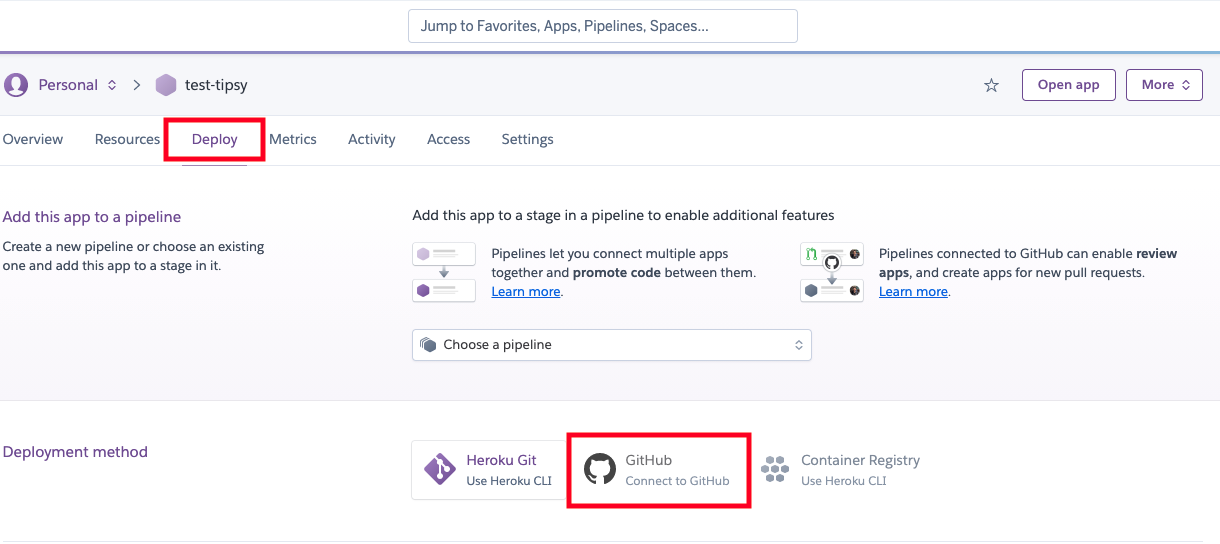 Jump to Favorites, Apps, Pipelines, Spaces...
Personal
test-tipsy
Open app
More
Overview
Resources
Deploy
Metrics
Activity
Access
Settings
Add this app to a pipeline
Create a new pipeline or choose an existing
one and add this app to a stage in it.
Add this app to a stage in a pipeline to enable additional features
Pipelines let you connect multiple apps
together and promote code between them.
Learn more.
Pipelines connected to GitHub can enable review
apps, and create apps for new pull requests.
Learn more.
Choose a pipeline
Deployment method
Heroku Git
Use Heroku CLI
GitHub
Connect to GitHub
Container Registry
Use Heroku CLI